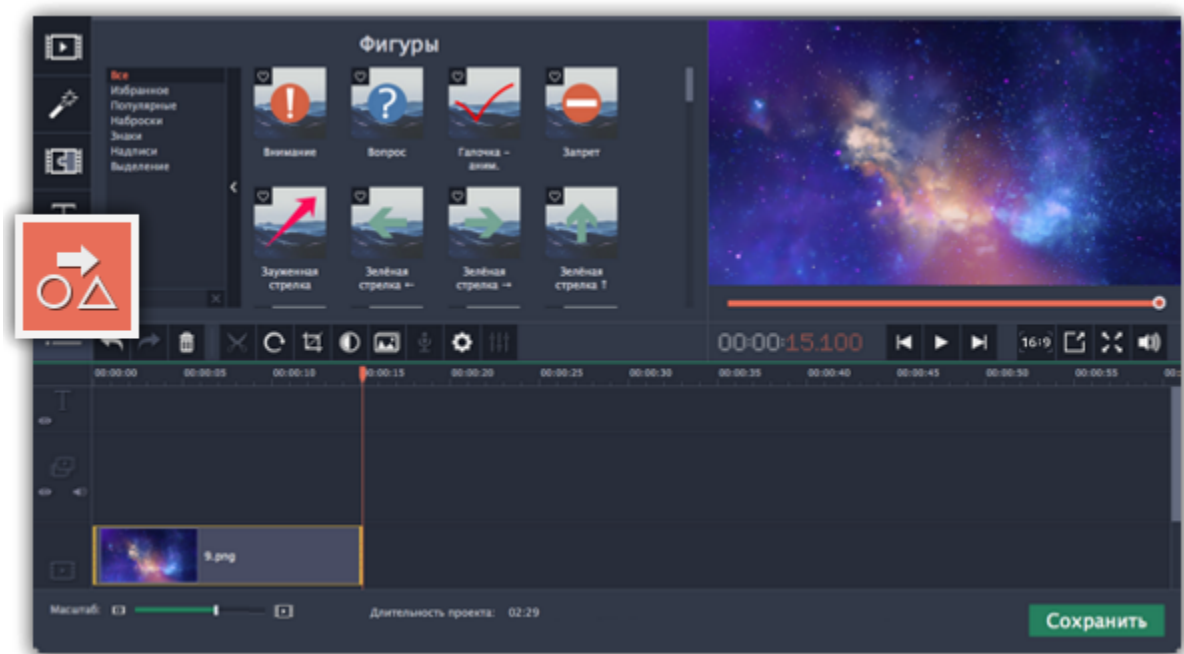 Фигуры
Все
Избранное
Популярные
Наброски
Знаки
Надписи
Выделение
Внимание
Вопрос
Галочка –
аним.
Запрет
Зауженная
стрелка
Зелёная
стрелка ←
Зелёная
стрелка →
Зелёная
стрелка ↑
00:00:15.100
16:9
00:00:00 00:00:05 00:00:10 00:00:15 00:00:20 00:00:25 00:00:30 00:00:35 00:00:40 00:00:45 00:00:50 00:00:55
9.png
Масштаб:
Длительность проекта: 02:29
Сохранить